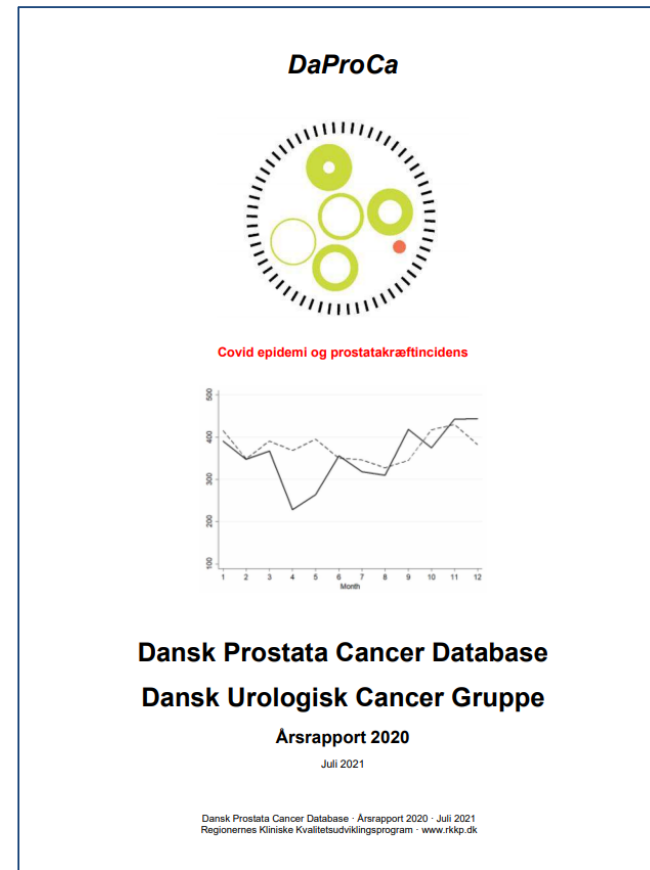 DaProCa
Covid epidemi og prostatakræftincidens
500
400
300
200
100
1 2 3 4 5 6 7 8 9 10 11 12
Month
Dansk Prostata Cancer Database
Dansk Urologisk Cancer Gruppe
Årsrapport 2020
Juli 2021
Dansk Prostata Cancer Database · Årsrapport 2020 · Juli 2021
Regionernes Kliniske Kvalitetsudviklingsprogram · www.rkkp.dk